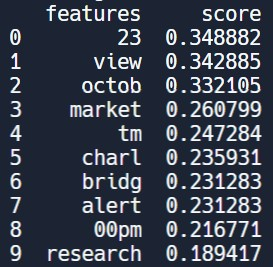 features score
0 23 0.348882
1 view 0.342885
2 octob 0.332105
3 market 0.260799
4 tm 0.247284
5 charl 0.235931
6 bridg 0.231283
7 alert 0.231283
8 00pm 0.216771
9 research 0.189417